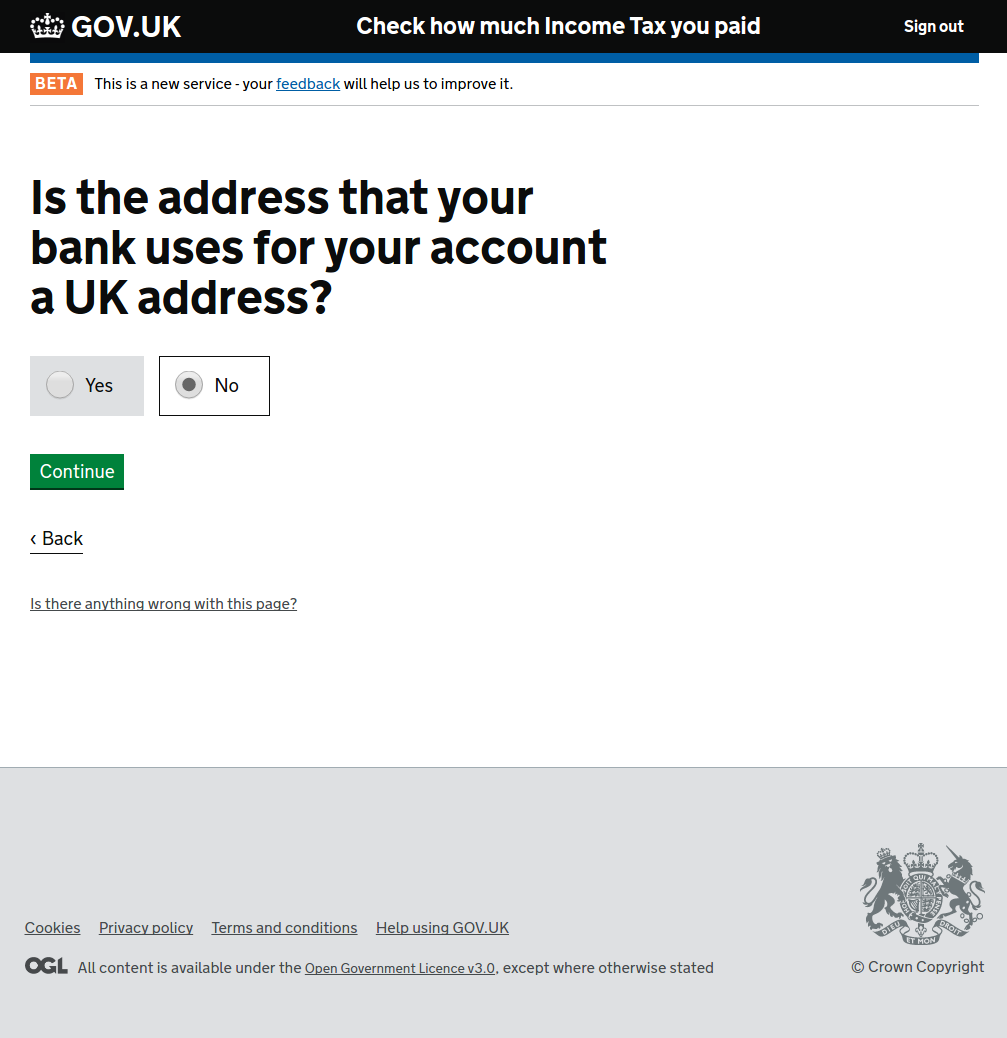 GOV.UK Check how much Income Tax you paid Sign out
BETA This is a new service - your feedback will help us to improve it.
Is the address that your
bank uses for your account
a UK address?
Yes No
Continue
‹ Back
Is there anything wrong with this page?
Cookies Privacy policy Terms and conditions Help using GOV.UK
OGL All content is available under the Open Government Licence v3.0, except where otherwise stated
DIEU ET MON DROIT
© Crown Copyright